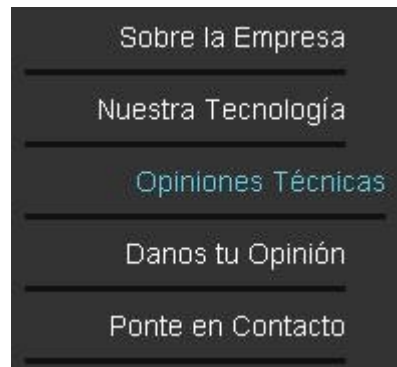 Sobre la Empresa
Nuestra Tecnología
Opiniones Técnicas
Danos tu Opinión
Ponte en Contacto